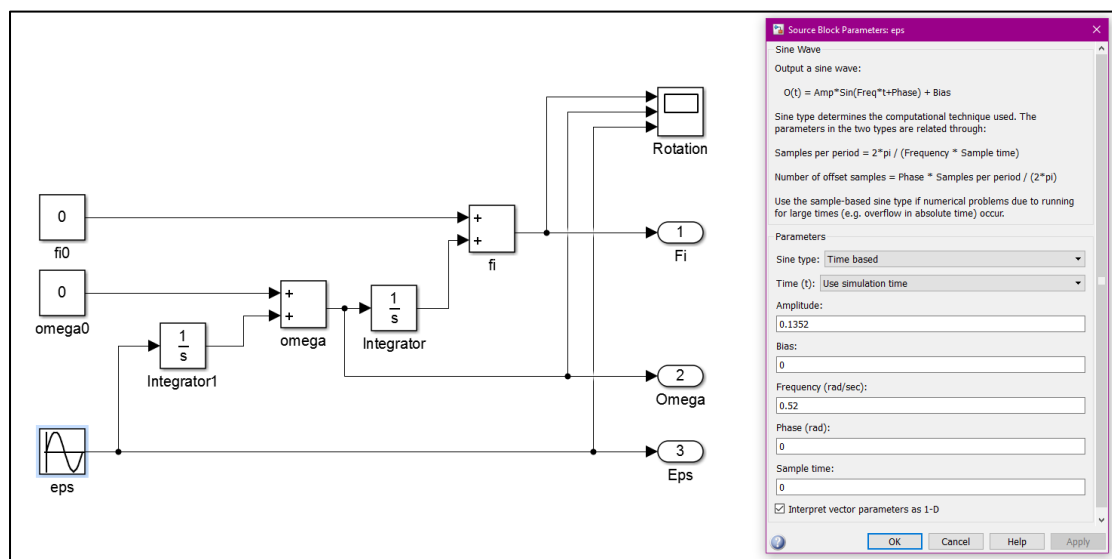 Rotation
0
fi0
+
+
fi
1
Fi
0
omega0
+
+
omega
1
s
Integrator
1
s
Integrator1
2
Omega
eps
3
Eps
Source Block Parameters: eps
Sine Wave
Output a sine wave:
O(t) = Amp*Sin(Freq*t+Phase) + Bias
Sine type determines the computational technique used. The
parameters in the two types are related through:
Samples per period = 2*pi / (Frequency * Sample time)
Number of offset samples = Phase * Samples per period / (2*pi)
Use the sample-based sine type if numerical problems due to running
for large times (e.g. overflow in absolute time) occur.
Parameters
Sine type: Time based
Time (t): Use simulation time
Amplitude:
0.1352
Bias:
0
Frequency (rad/sec):
0.52
Phase (rad):
0
Sample time:
0
Interpret vector parameters as 1-D
OK Cancel Help Apply